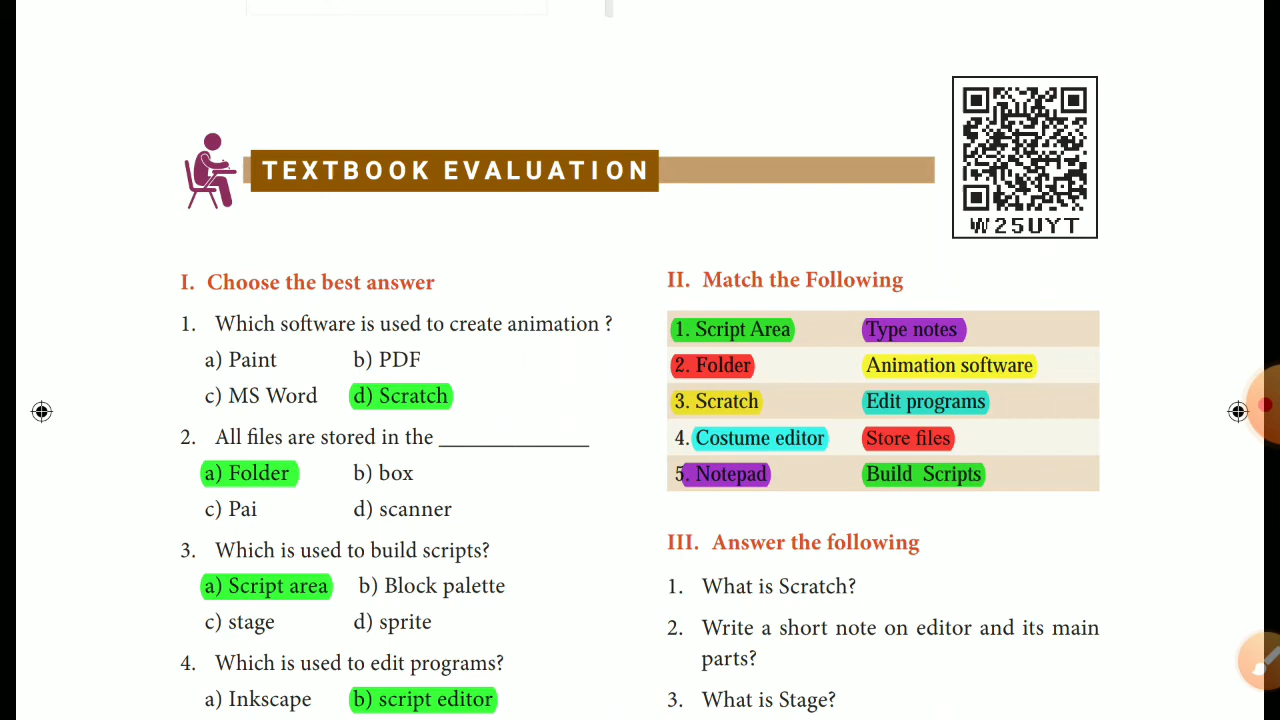 TEXTBOOK EVALUATION
W25UYT
I. Choose the best answer
1. Which software is used to create animation ?
a) Paint b) PDF
c) MS Word d) Scratch
2. All files are stored in the ______________
a) Folder b) box
c) Pai d) scanner
3. Which is used to build scripts?
a) Script area b) Block palette
c) stage d) sprite
4. Which is used to edit programs?
a) Inkscape b) script editor
II. Match the Following
1. Script Area Type notes
2. Folder Animation software
3. Scratch Edit programs
4. Costume editor Store files
5. Notepad Build Scripts
III. Answer the following
1. What is Scratch?
2. Write a short note on editor and its main
parts?
3. What is Stage?